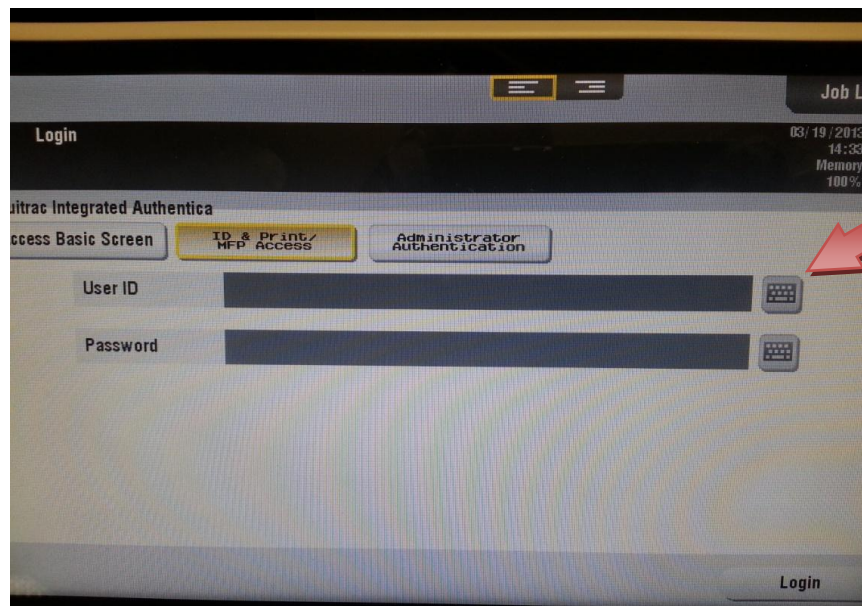 Job L
Login
03/19/2013
14:33
Memory
100%
uitrac Integrated Authentica
ccess Basic Screen
ID & Print/
MFP Access
Administrator
Authentication
User ID
Password
Login